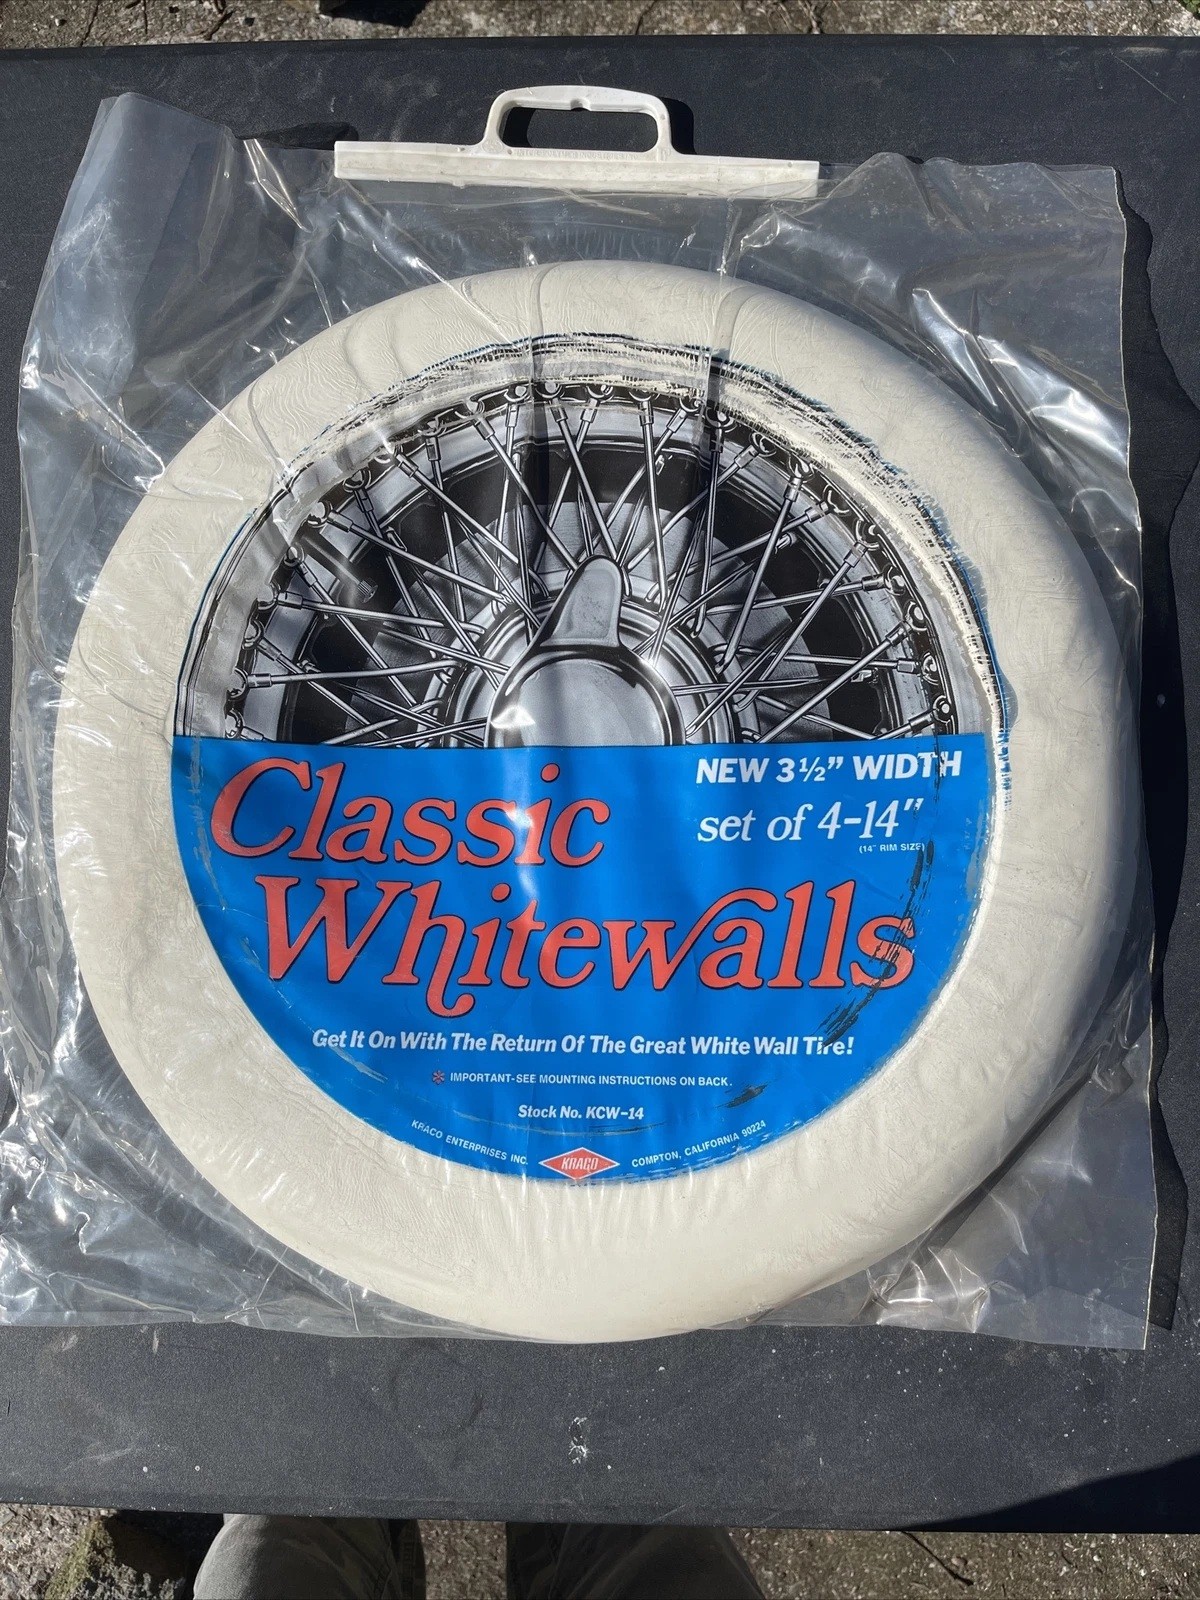 Classic
Whitewalls
NEW 3½” WIDTH
set of 4-14"
(14" RIM SIZE)
Get It On With The Return Of The Great White Wall Tire!
* IMPORTANT-SEE MOUNTING INSTRUCTIONS ON BACK.
Stock No. KCW-14
KRACO ENTERPRISES INC. KRACO COMPTON, CALIFORNIA 90224